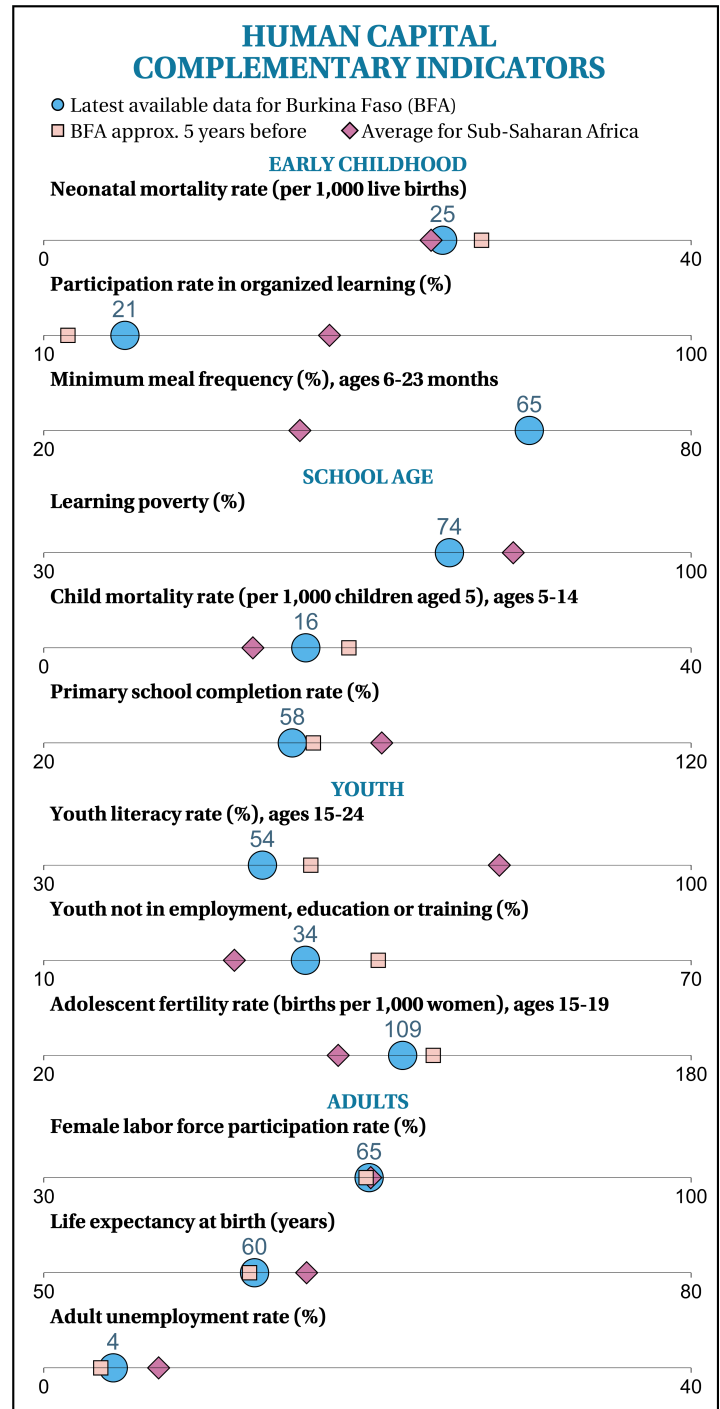 HUMAN CAPITAL
COMPLEMENTARY INDICATORS
Latest available data for Burkina Faso (BFA)
BFA approx. 5 years before Average for Sub-Saharan Africa
EARLY CHILDHOOD
Neonatal mortality rate (per 1,000 live births)
25
0 40
Participation rate in organized learning (%)
21
10 100
Minimum meal frequency (%), ages 6-23 months
65
20 80
SCHOOL AGE
Learning poverty (%)
74
30 100
Child mortality rate (per 1,000 children aged 5), ages 5-14
16
0 40
Primary school completion rate (%)
58
20 120
YOUTH
Youth literacy rate (%), ages 15-24
54
30 100
Youth not in employment, education or training (%)
34
10 70
Adolescent fertility rate (births per 1,000 women), ages 15-19
109
20 180
ADULTS
Female labor force participation rate (%)
65
30 100
Life expectancy at birth (years)
60
50 80
Adult unemployment rate (%)
4
0 40